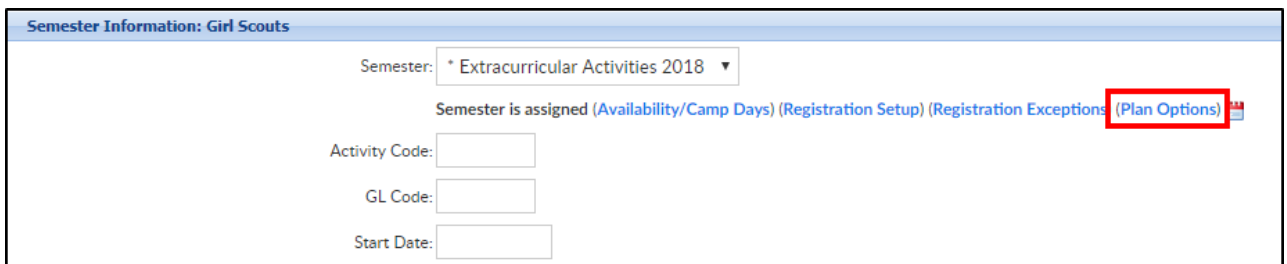 Semester Information: Girl Scouts
Semester: * Extracurricular Activities 2018
Semester is assigned (Availability/Camp Days) (Registration Setup) (Registration Exceptions (Plan Options)
Activity Code:
GL Code:
Start Date: